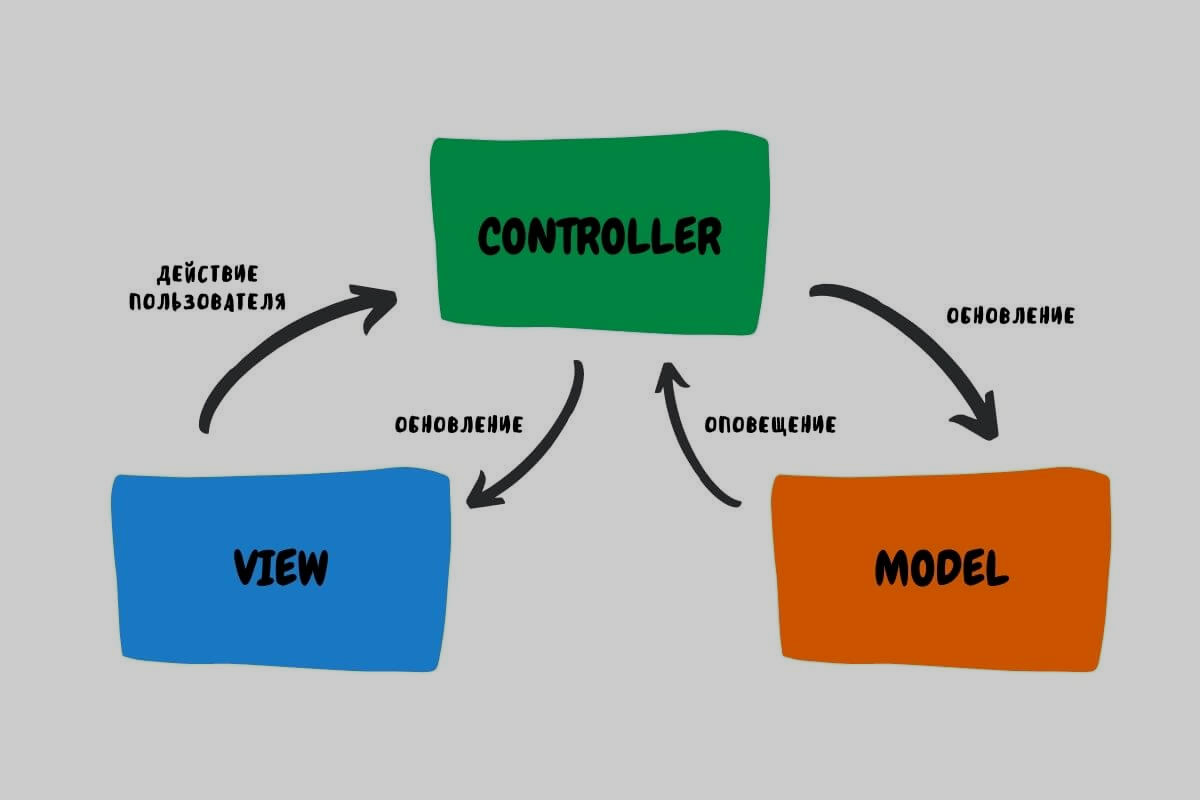 CONTROLLER
ДЕЙСТВИЕ
ПОЛЬЗОВАТЕЛЯ
ОБНОВЛЕНИЕ
ОБНОВЛЕНИЕ
ОПОВЕЩЕНИЕ
VIEW
MODEL